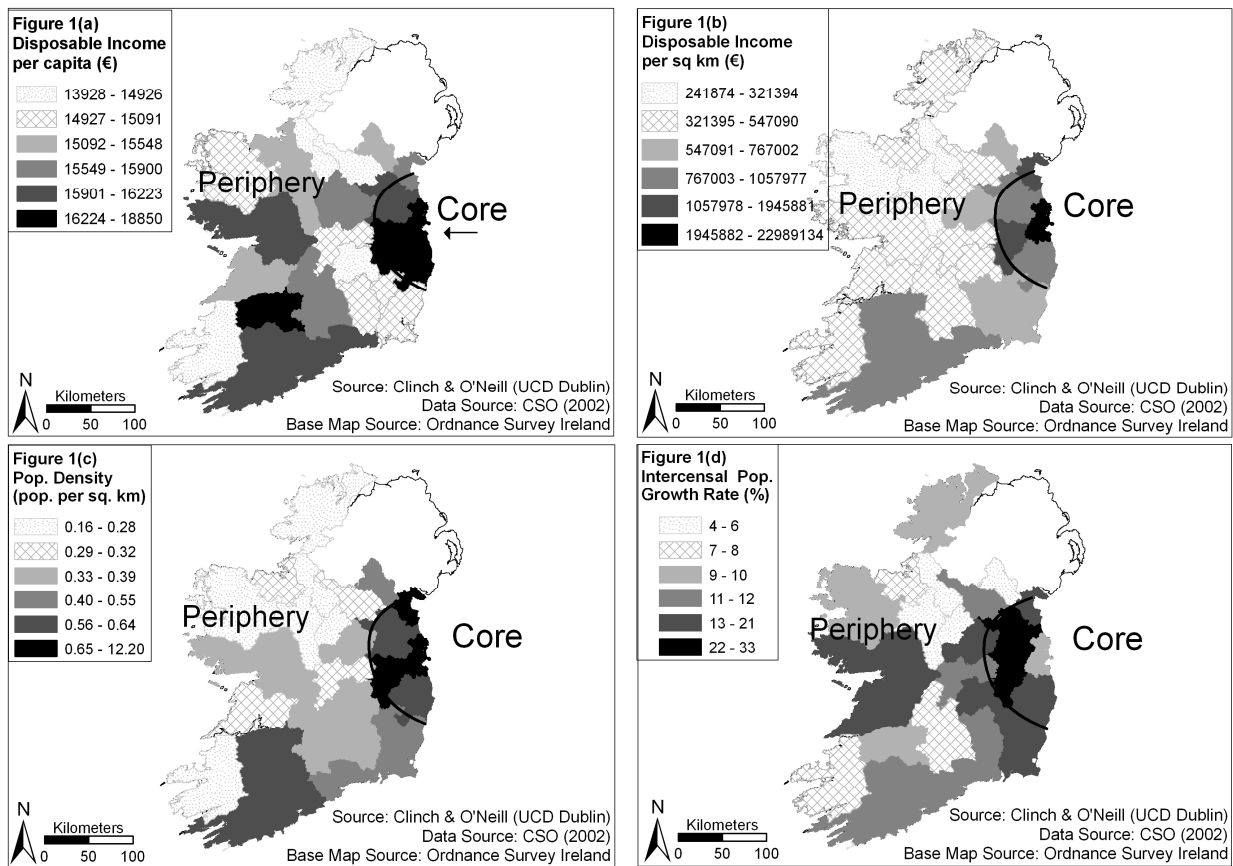 Figure 1(a)
Disposable Income
per capita (€)
13928 - 14926
14927 - 15091
15092 - 15548
15549 - 15900
15901 - 16223
16224 - 18850
Periphery
Core
N
Kilometers
0 50 100
Source: Clinch & O'Neill (UCD Dublin)
Data Source: CSO (2002)
Base Map Source: Ordnance Survey Ireland
Figure 1(b)
Disposable Income
per sq km (€)
241874 - 321394
321395 - 547090
547091 - 767002
767003 - 1057977
1057978 - 1945881
1945882 - 22989134
Periphery
Core
N
Kilometers
0 50 100
Source: Clinch & O'Neill (UCD Dublin)
Data Source: CSO (2002)
Base Map Source: Ordnance Survey Ireland
Figure 1(c)
Pop. Density
(pop. per sq. km)
0.16 - 0.28
0.29 - 0.32
0.33 - 0.39
0.40 - 0.55
0.56 - 0.64
0.65 - 12.20
Periphery
Core
N
Kilometers
0 50 100
Source: Clinch & O'Neill (UCD Dublin)
Data Source: CSO (2002)
Base Map Source: Ordnance Survey Ireland
Figure 1(d)
Intercensal Pop.
Growth Rate (%)
4 - 6
7 - 8
9 - 10
11 - 12
13 - 21
22 - 33
Periphery
Core
N
Kilometers
0 50 100
Source: Clinch & O'Neill (UCD Dublin)
Data Source: CSO (2002)
Base Map Source: Ordnance Survey Ireland